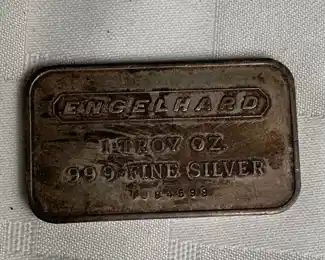 ENGELHARD
1 TROY OZ.
999 FINE SILVER